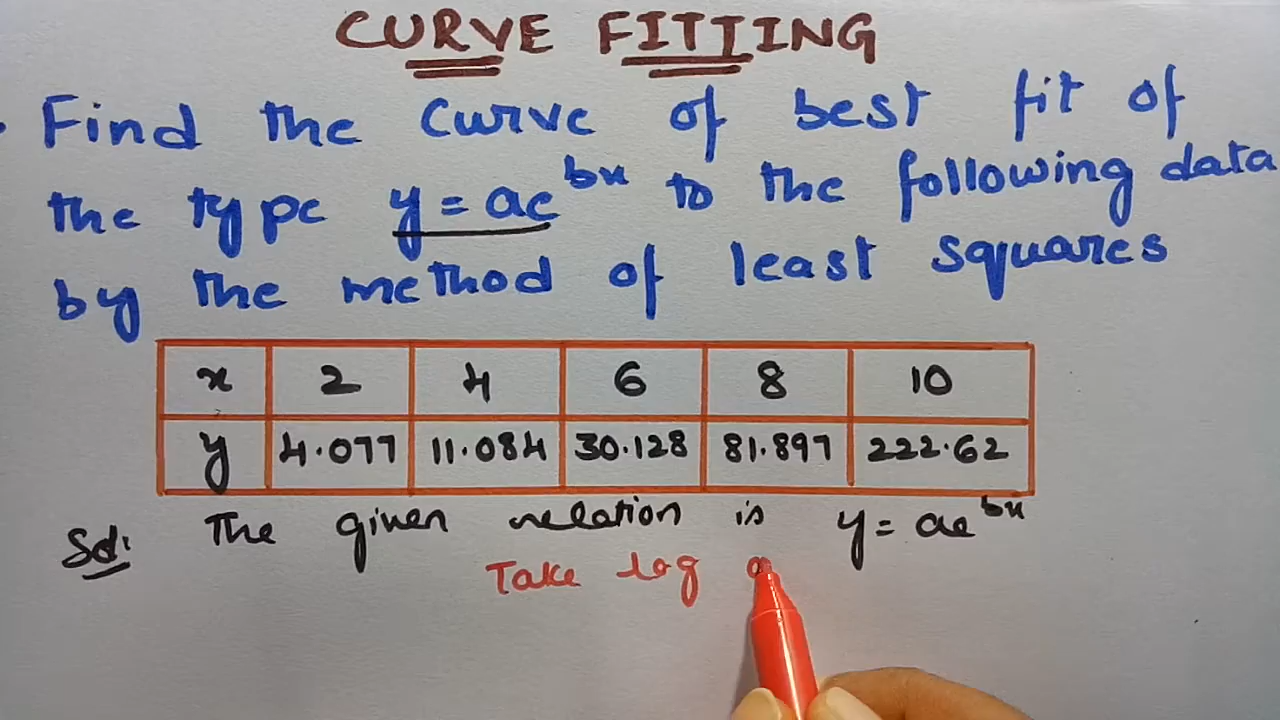 CURVE FITTING
Find the curve of best fit of
the type y = ae^bx to the following data
by the method of least squares
x 2 4 6 8 10
y 4.077 11.084 30.128 81.897 222.62
Sol: The given relation is y = ae^bx
Take log